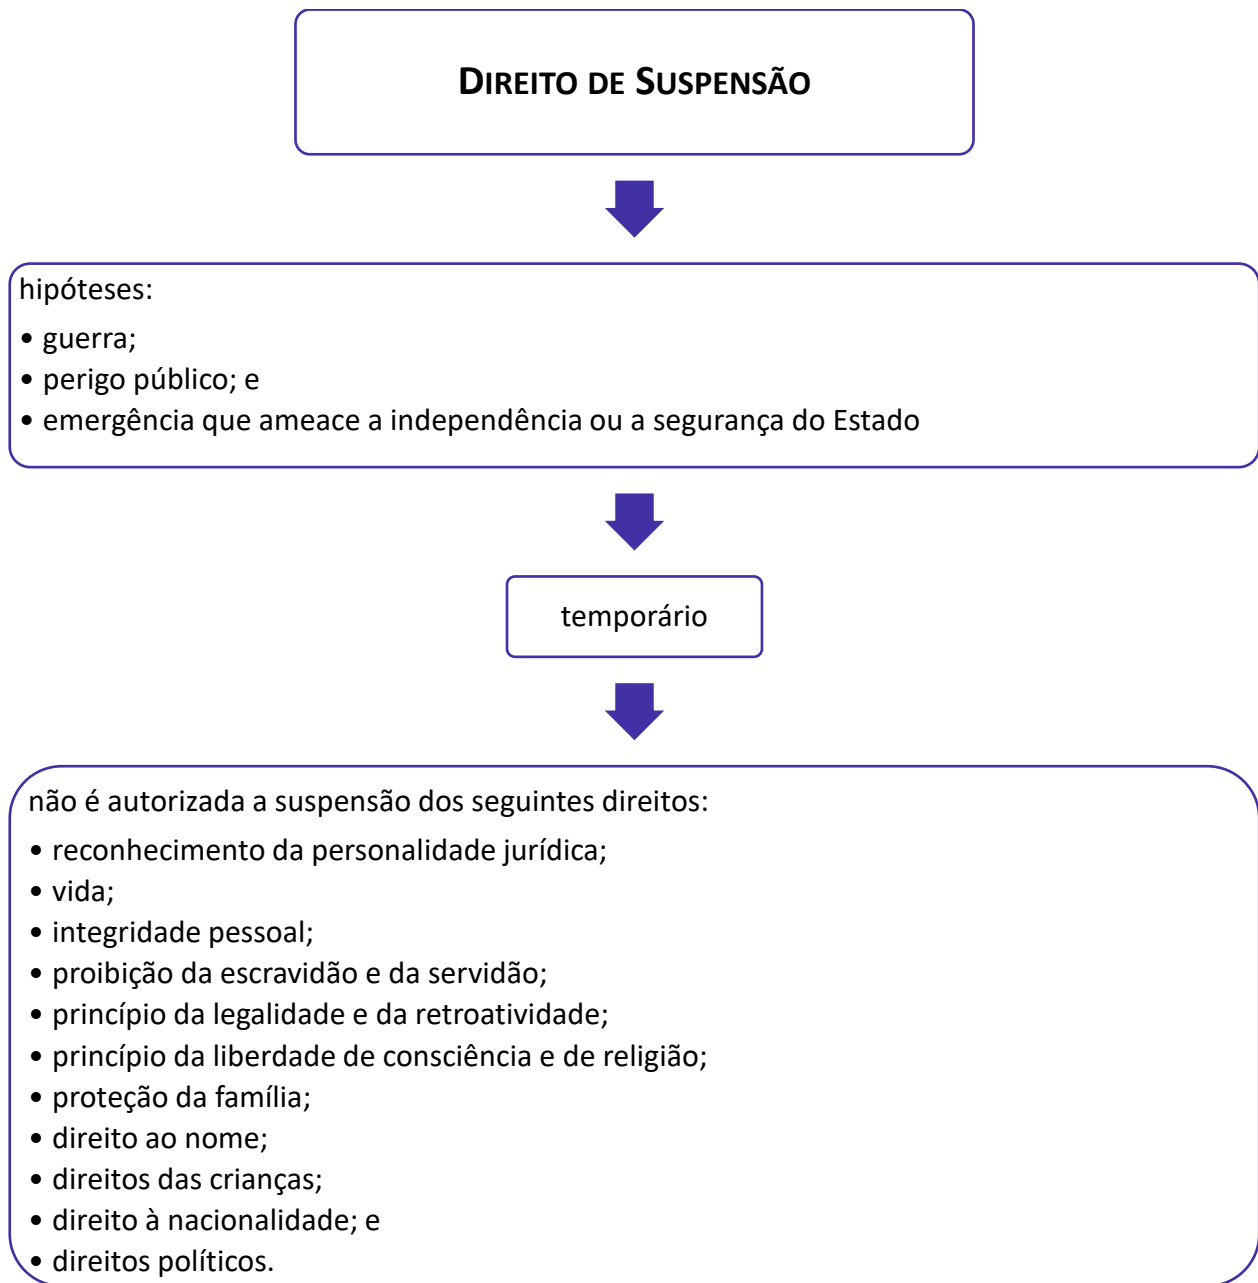 DIREITO DE SUSPENSÃO
hipóteses:
• guerra;
• perigo público; e
• emergência que ameace a independência ou a segurança do Estado
temporário
não é autorizada a suspensão dos seguintes direitos:
• reconhecimento da personalidade jurídica;
• vida;
• integridade pessoal;
• proibição da escravidão e da servidão;
• princípio da legalidade e da retroatividade;
• princípio da liberdade de consciência e de religião;
• proteção da família;
• direito ao nome;
• direitos das crianças;
• direito à nacionalidade; e
• direitos políticos.